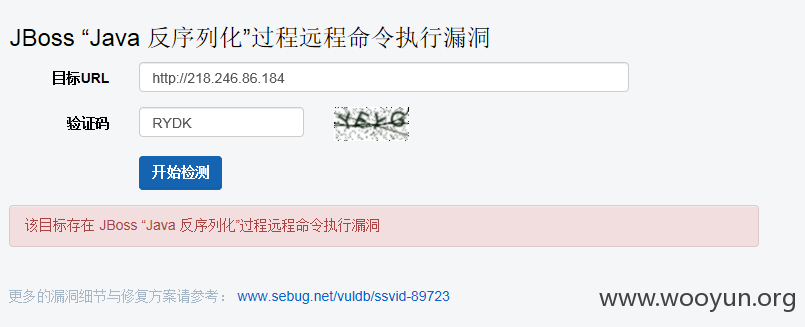 JBoss “Java 反序列化”过程远程命令执行漏洞
目标URL http://218.246.86.184
验证码 RYDK
开始检测
该目标存在 JBoss “Java 反序列化”过程远程命令执行漏洞
更多的漏洞细节与修复方案请参考： www.sebug.net/vuldb/ssvid-89723
www.wooyun.org